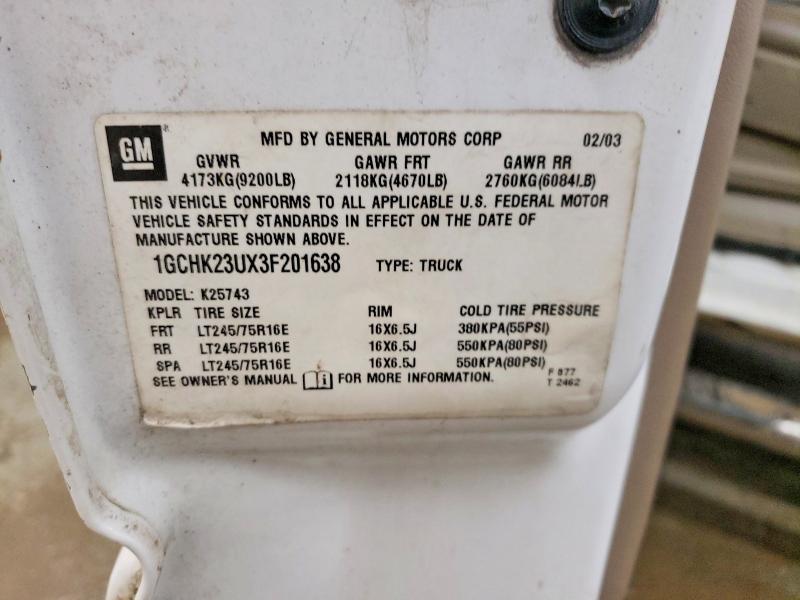 GM ® MFD BY GENERAL MOTORS CORP 02/03
GVWR GAWR FRT GAWR RR
4173KG(9200LB) 2118KG(4670LB) 2760KG(6084LB)
THIS VEHICLE CONFORMS TO ALL APPLICABLE U.S. FEDERAL MOTOR
VEHICLE SAFETY STANDARDS IN EFFECT ON THE DATE OF
MANUFACTURE SHOWN ABOVE.
1GCHK23UX3F201638 TYPE: TRUCK
MODEL: K25743
KPLR TIRE SIZE RIM COLD TIRE PRESSURE
FRT LT245/75R16E 16X6.5J 380KPA(55PSI)
RR LT245/75R16E 16X6.5J 550KPA(80PSI)
SPA LT245/75R16E 16X6.5J 550KPA(80PSI)
SEE OWNER'S MANUAL i FOR MORE INFORMATION.
F 877
T 2462